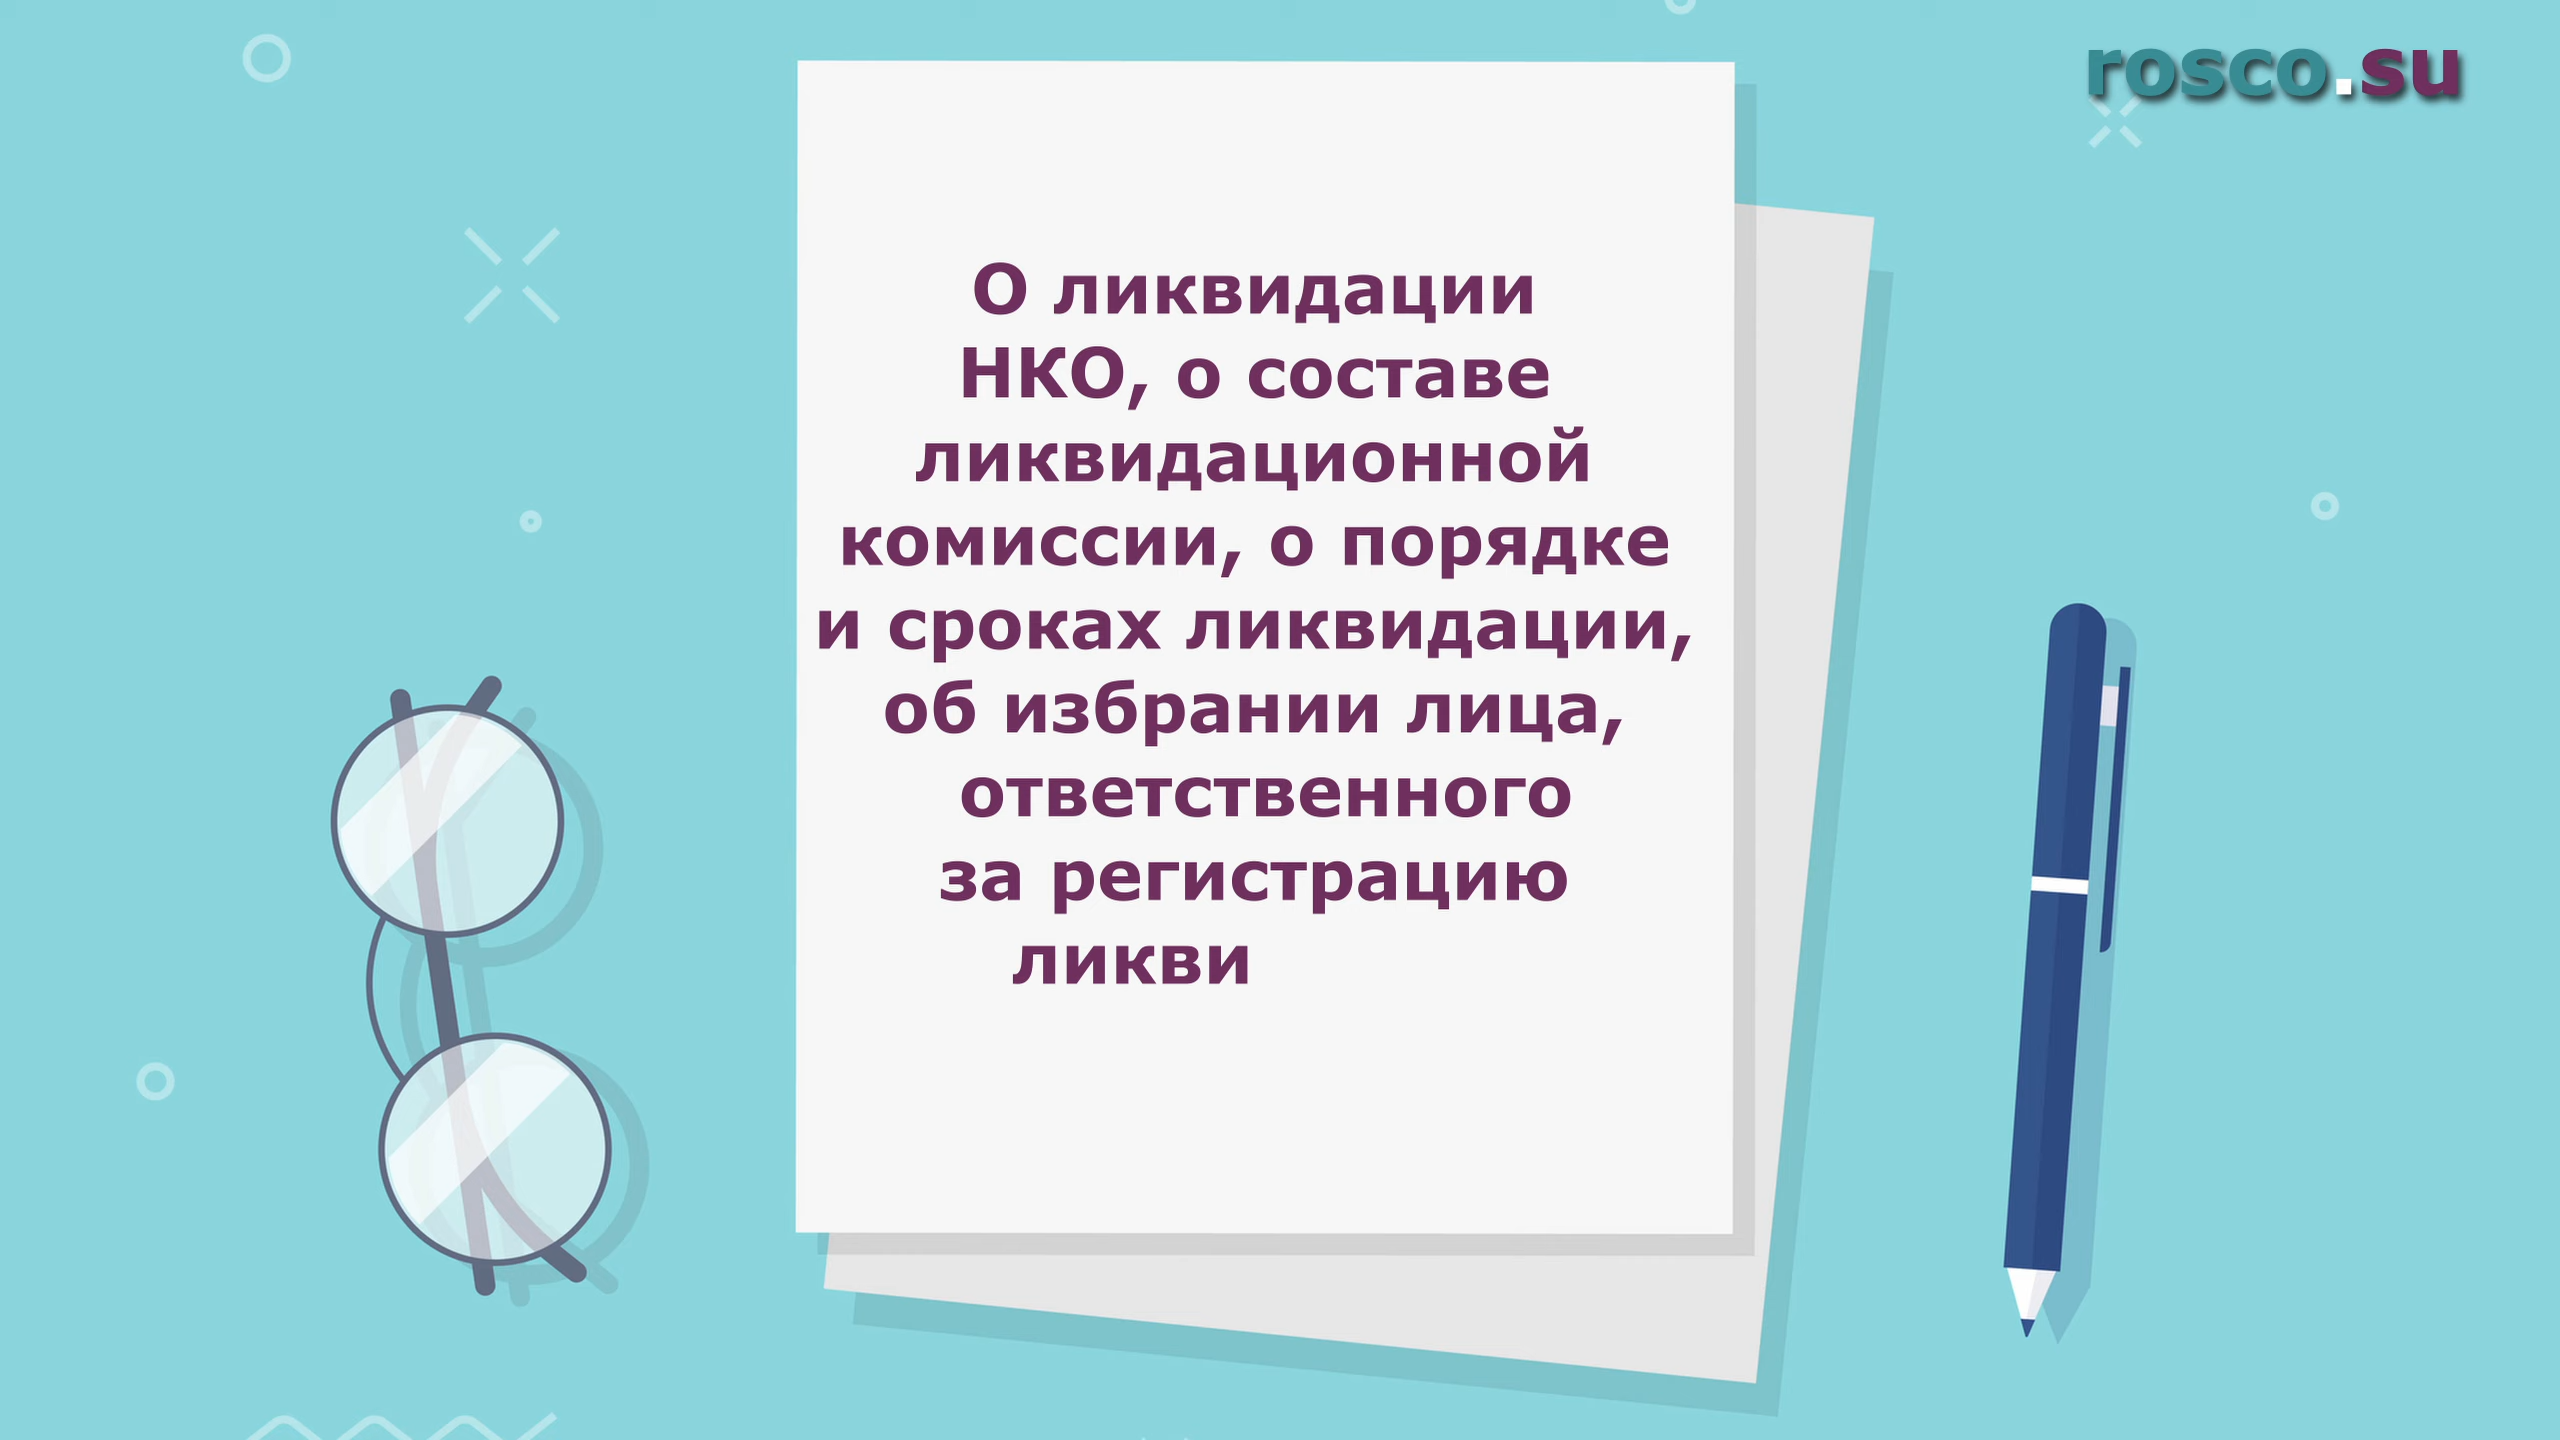 rosco.su
О ликвидации
НКО, о составе
ликвидационной
комиссии, о порядке
и сроках ликвидации,
об избрании лица,
ответственного
за регистрацию
ликви